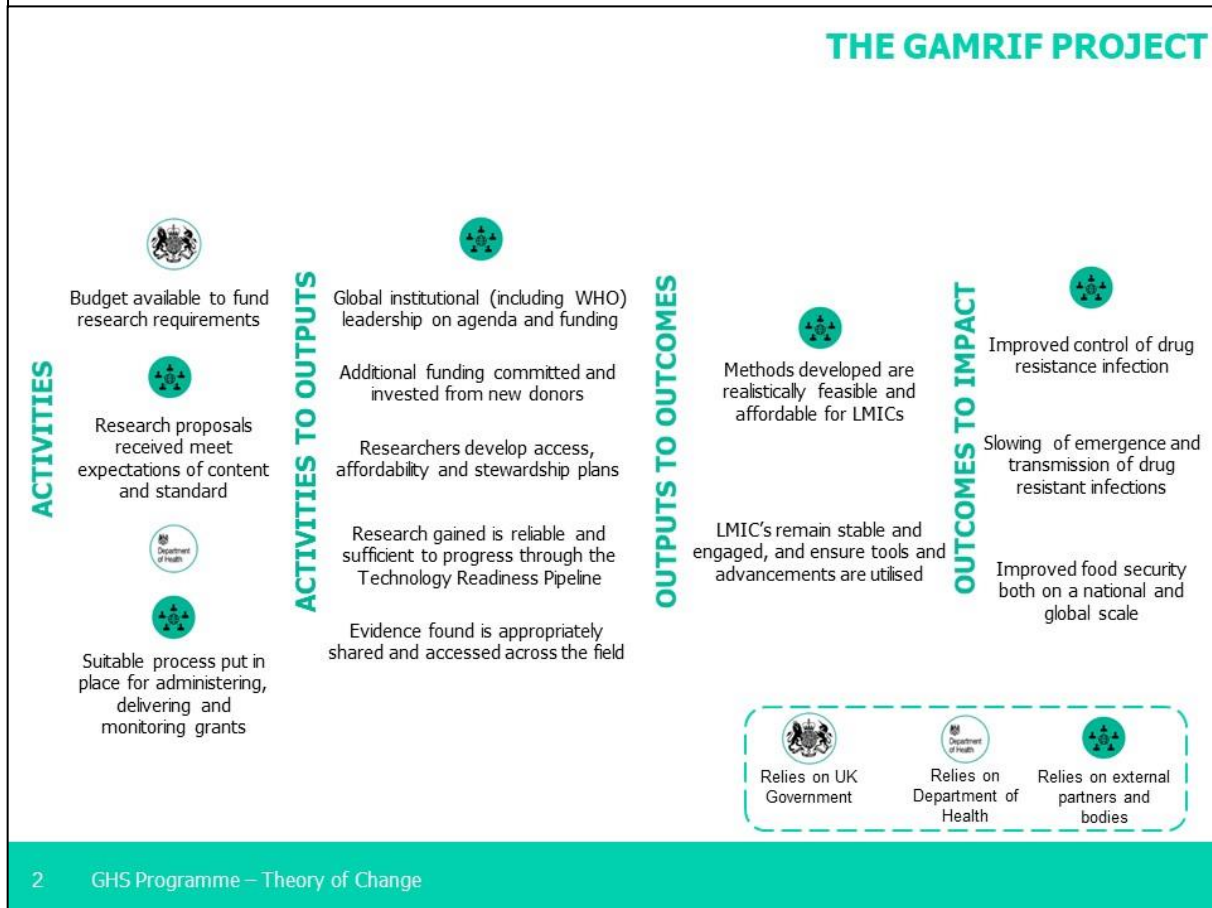 THE GAMRIF PROJECT
ACTIVITIES
Budget available to fund
research requirements
Research proposals
received meet
expectations of content
and standard
Department
of Health
Suitable process put in
place for administering,
delivering and
monitoring grants
ACTIVITIES TO OUTPUTS
Global institutional (including WHO)
leadership on agenda and funding
Additional funding committed and
invested from new donors
Researchers develop access,
affordability and stewardship plans
Research gained is reliable and
sufficient to progress through the
Technology Readiness Pipeline
Evidence found is appropriately
shared and accessed across the field
OUTPUTS TO OUTCOMES
Methods developed are
realistically feasible and
affordable for LMICs
LMIC's remain stable and
engaged, and ensure tools and
advancements are utilised
OUTCOMES TO IMPACT
Improved control of drug
resistance infection
Slowing of emergence and
transmission of drug
resistant infections
Improved food security
both on a national and
global scale
Relies on UK
Government
Department
of Health
Relies on
Department of
Health
Relies on external
partners and
bodies
2 GHS Programme – Theory of Change